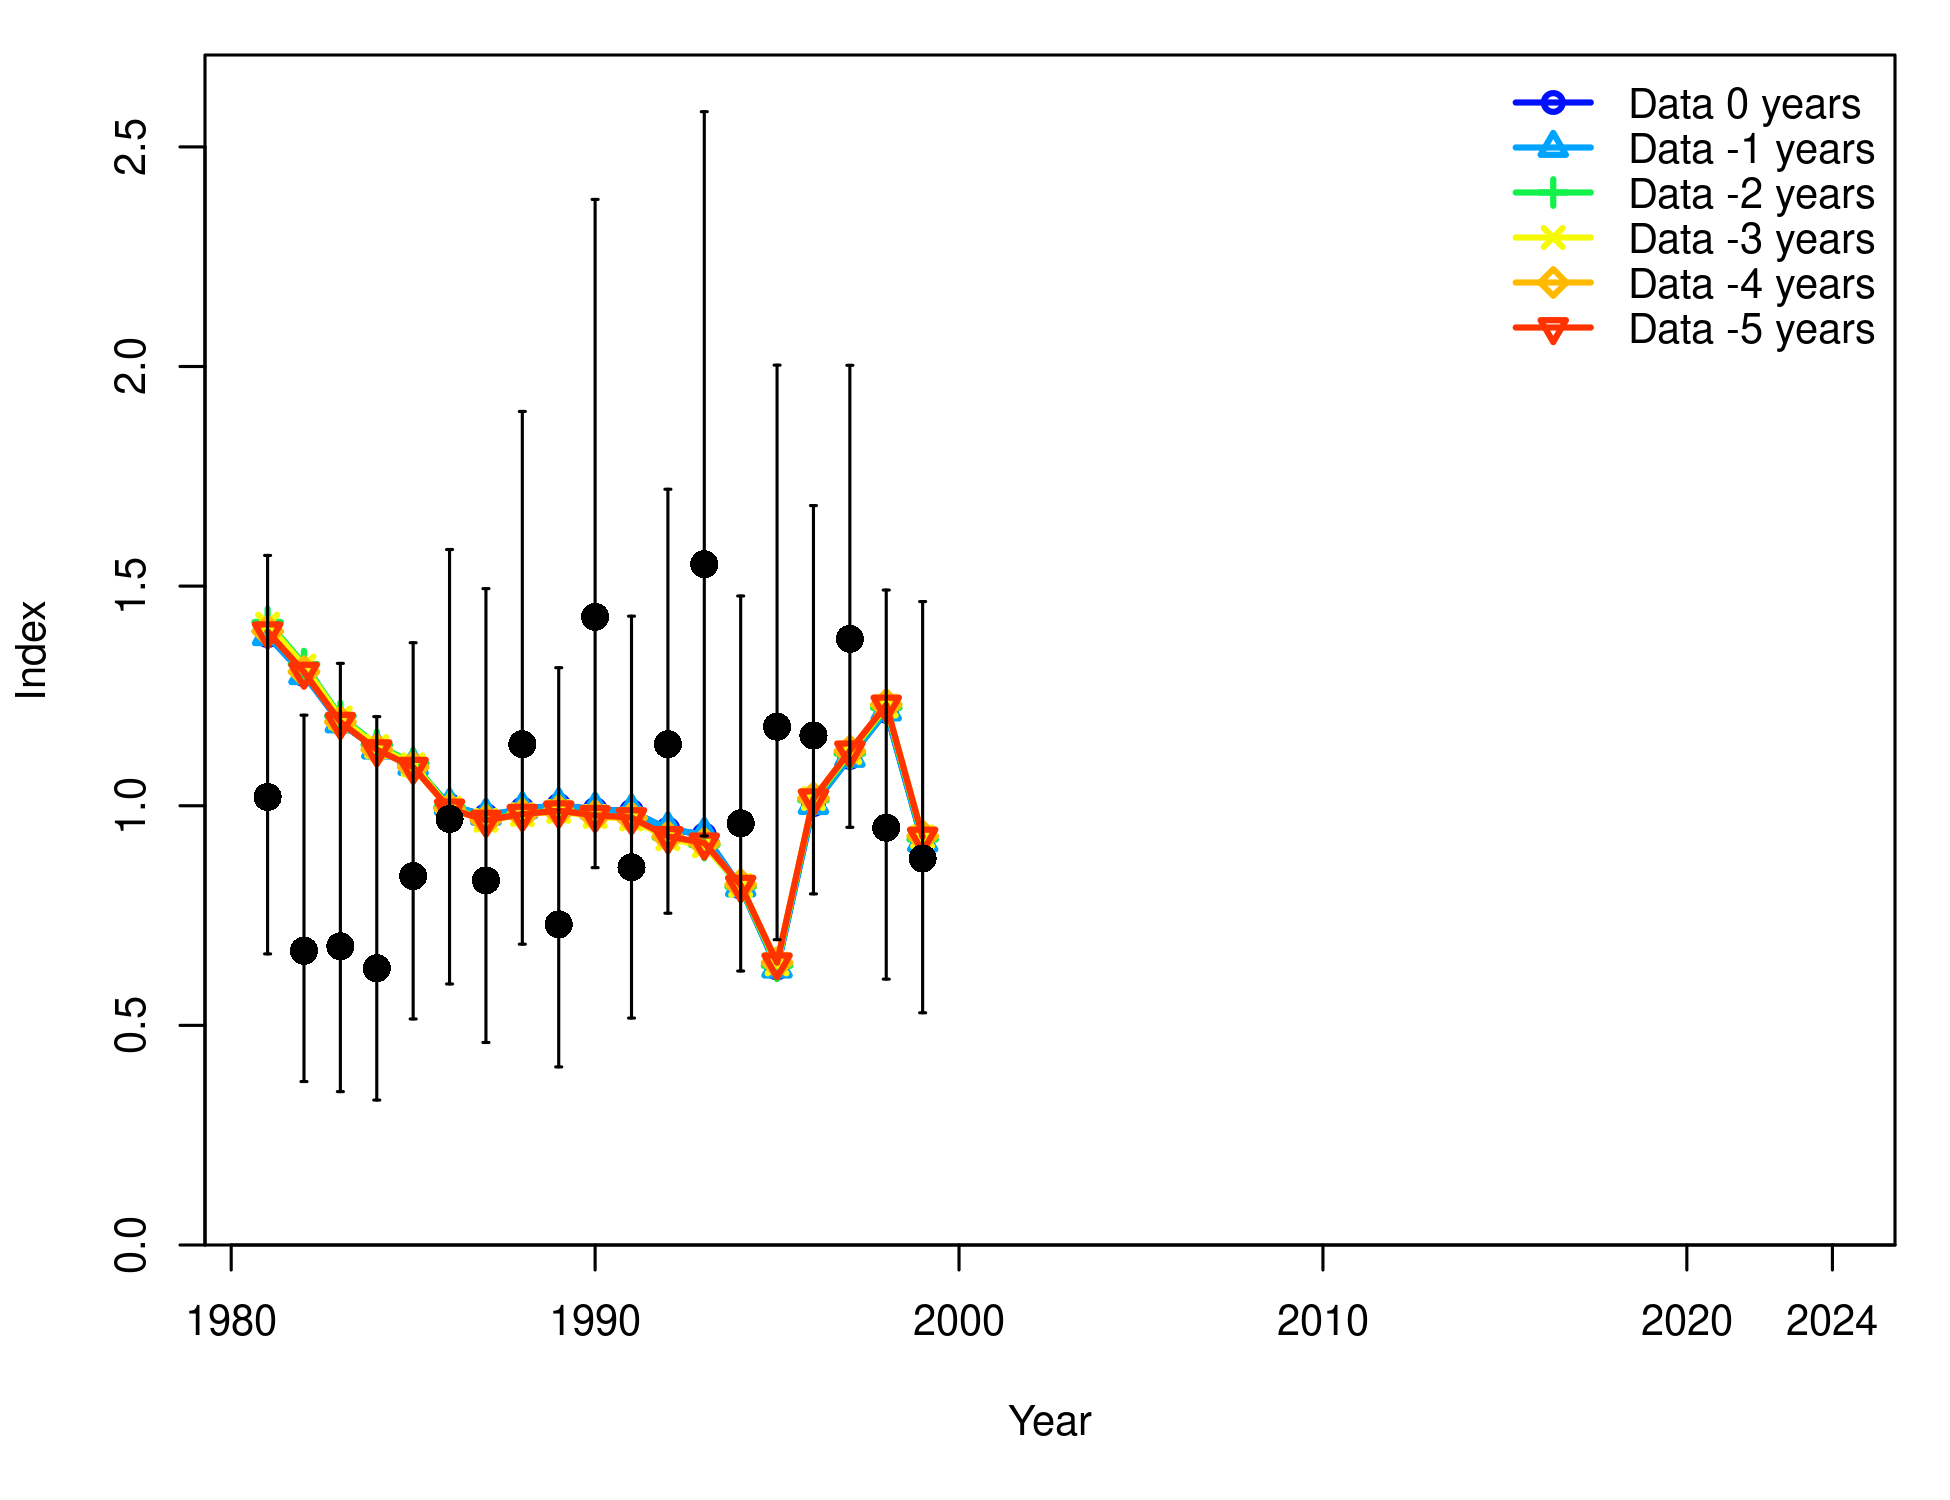 Data 0 years
Data -1 years
Data -2 years
Data -3 years
Data -4 years
Data -5 years
2.5
2.0
1.5
1.0
0.5
0.0
Index
1980 1990 2000 2010 2020 2024
Year